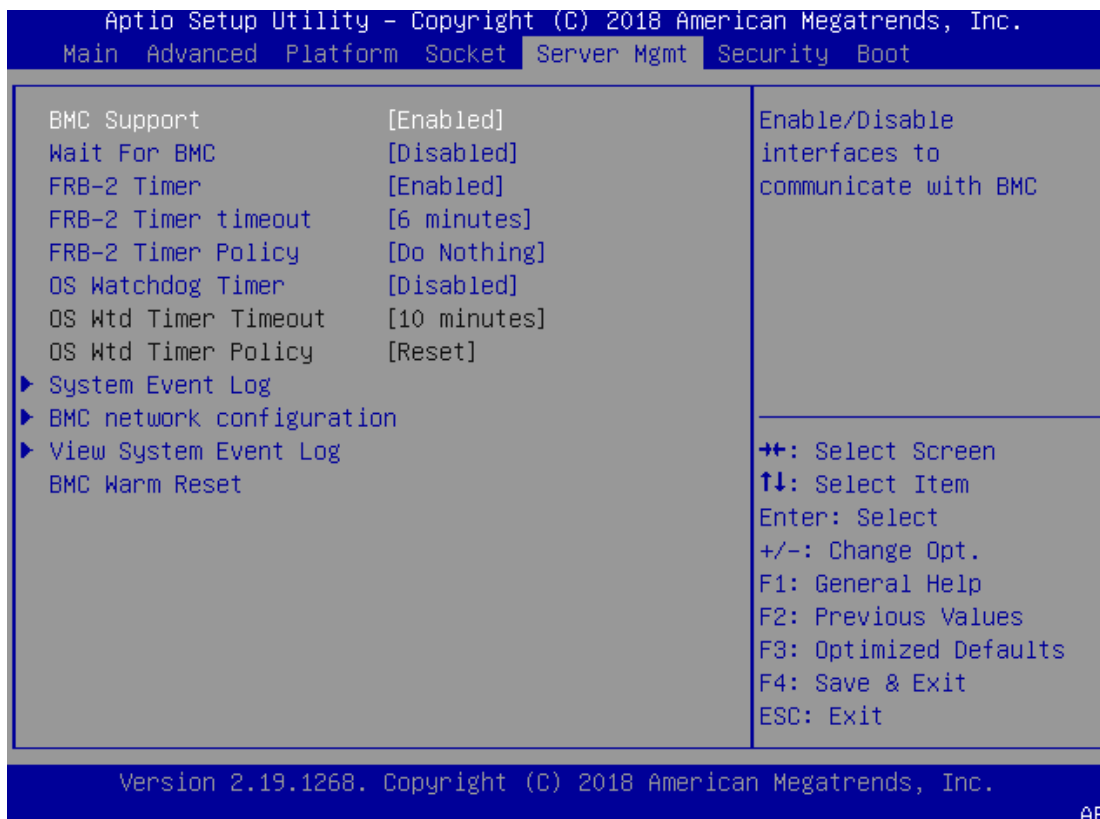 Aptio Setup Utility – Copyright (C) 2018 American Megatrends, Inc.
Main Advanced Platform Socket Server Mgmt Security Boot
BMC Support [Enabled]
Wait For BMC [Disabled]
FRB-2 Timer [Enabled]
FRB-2 Timer timeout [6 minutes]
FRB-2 Timer Policy [Do Nothing]
OS Watchdog Timer [Disabled]
OS Wtd Timer Timeout [10 minutes]
OS Wtd Timer Policy [Reset]
System Event Log
BMC network configuration
View System Event Log
BMC Warm Reset
Enable/Disable
interfaces to
communicate with BMC
→←: Select Screen
↑↓: Select Item
Enter: Select
+/-: Change Opt.
F1: General Help
F2: Previous Values
F3: Optimized Defaults
F4: Save & Exit
ESC: Exit
Version 2.19.1268. Copyright (C) 2018 American Megatrends, Inc.